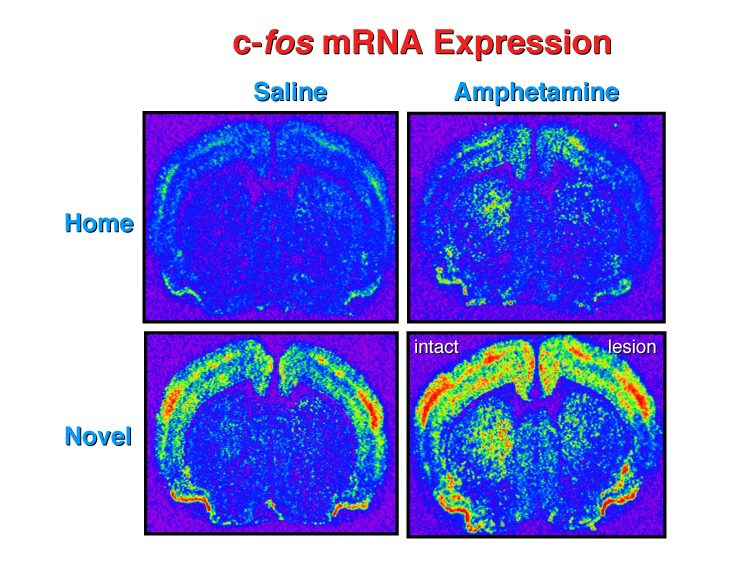 c-fos mRNA Expression
Saline Amphetamine
Home
intact lesion
Novel